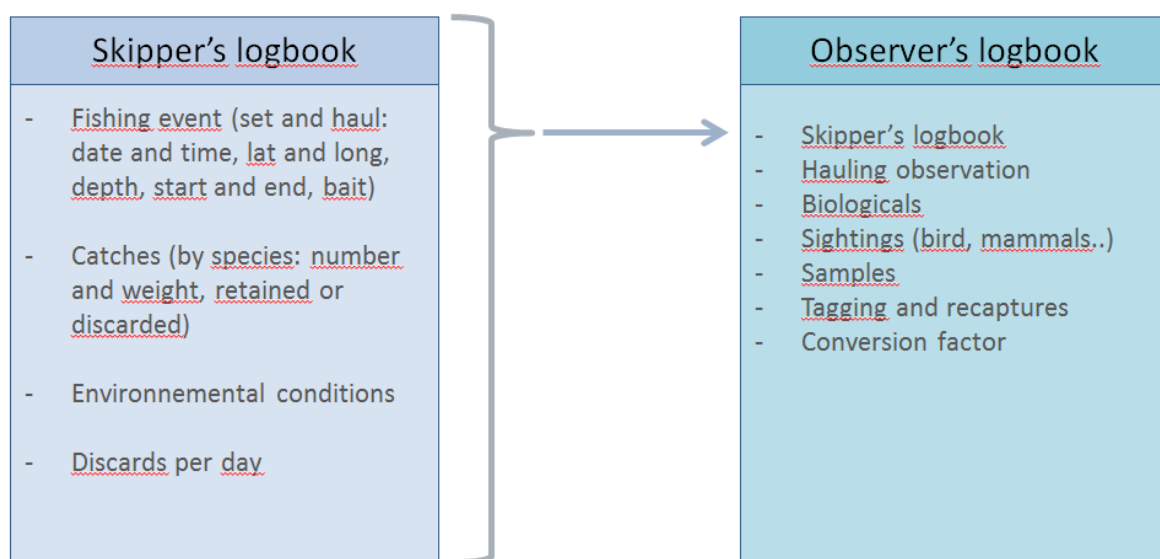 Skipper’s logbook
- Fishing event (set and haul:
date and time, lat and long,
depth, start and end, bait)
- Catches (by species: number
and weight, retained or
discarded)
- Environnemental conditions
- Discards per day
Observer’s logbook
- Skipper’s logbook
- Hauling observation
- Biologicals
- Sightings (bird, mammals..)
- Samples
- Tagging and recaptures
- Conversion factor